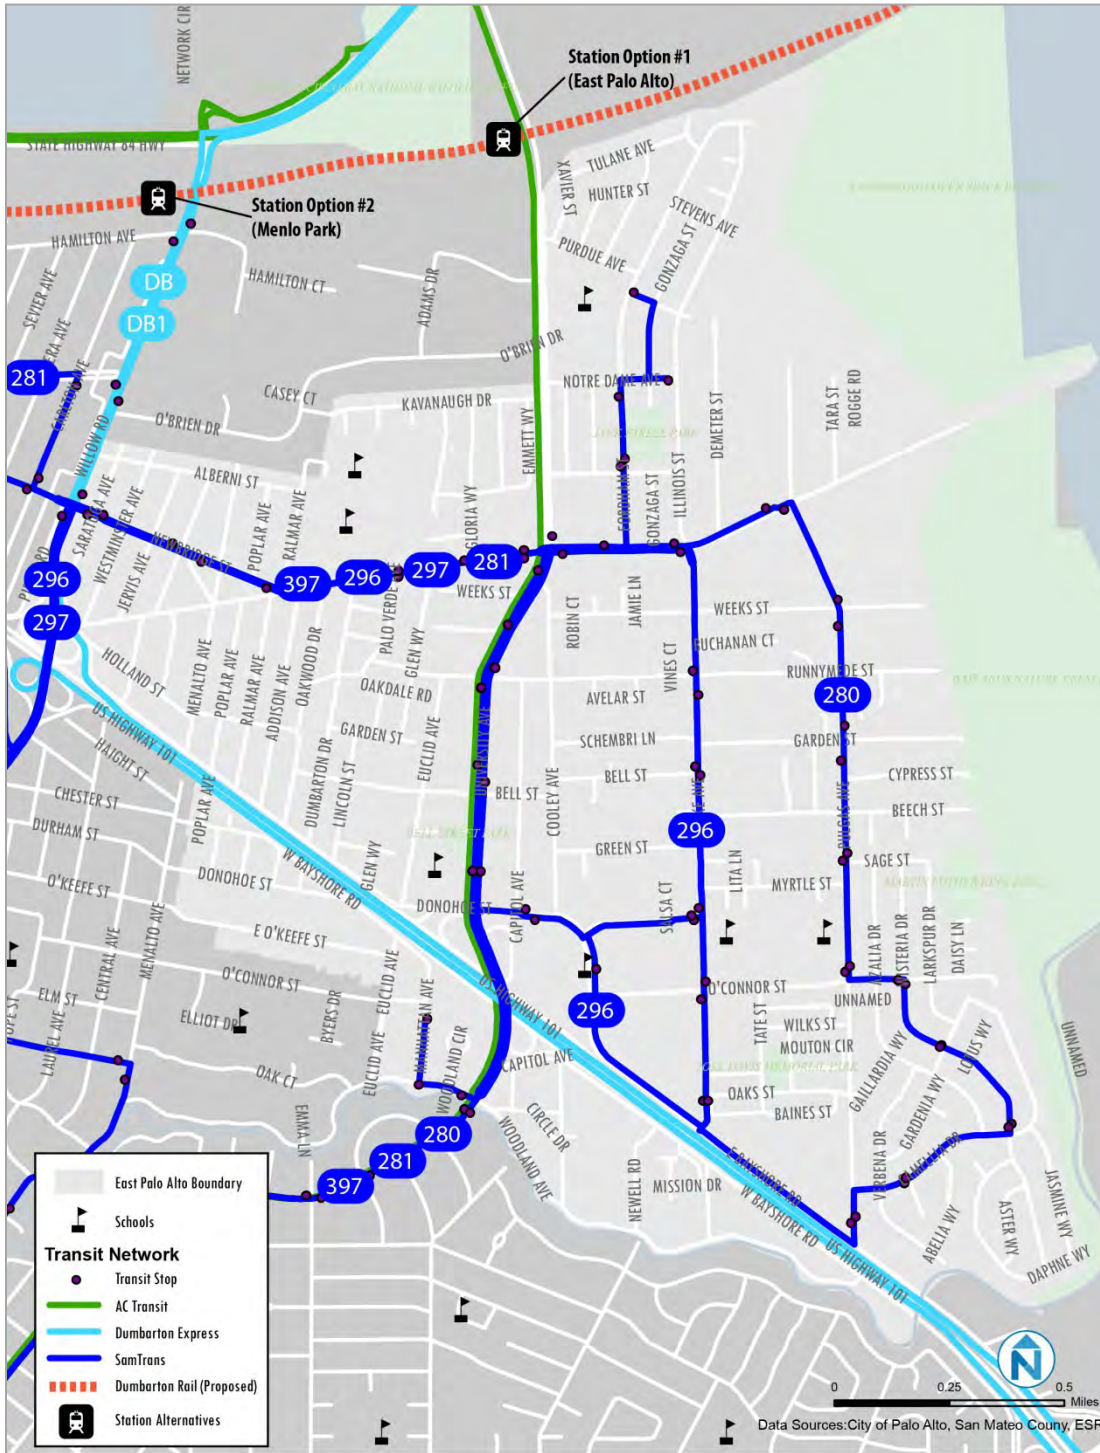 NETWORK CIR
Station Option #1
(East Palo Alto)
STATE HIGHWAY 84 HWY
Station Option #2
(Menlo Park)
XAVIER ST
TULANE AVE
HUNTER ST
STEVENS AVE
PURDUE AVE
GONZAGA ST
HAMILTON AVE
HAMILTON CT
ADAMS DR
SEVIER AVE
DB
DB1
O'BRIEN DR
281
CARLTON AVE
WILLOW RD
CASEY CT
KAVANAUGH DR
NOTRE DAME AVE
O'BRIEN DR
EMMETT WY
DEMETER ST
TARA ST
ROGGE RD
ALBERNI ST
SARATOGA AVE
WESTMINSTER AVE
NEWBRIDGE ST
POPLAR AVE
RALMAR AVE
GLORIA WY
GONZAGA ST
ILLINOIS ST
JERVIS AVE
296
297
397
296
297
281
WEEKS ST
PALO VERDE
GLEN WY
ROBIN CT
JAMIE LN
WEEKS ST
BUCHANAN CT
VINES CT
RUNNYMEDE ST
280
HOLLAND ST
MENALTO AVE
POPLAR AVE
RALMAR AVE
ADDISON AVE
OAKWOOD DR
OAKDALE RD
GARDEN ST
EUCLID AVE
UNIVERSITY AVE
AVELAR ST
SCHEMBRI LN
GARDEN ST
BELL ST
CYPRESS ST
BEECH ST
US HIGHWAY 101
HAIGHT ST
CHESTER ST
DURHAM ST
POPLAR AVE
DUMBARTON DR
LINCOLN ST
BELL ST
COOLEY AVE
296
GREEN ST
PULGAS AVE
SAGE ST
LITA LN
MYRTLE ST
W BAYSHORE RD
GLEN WY
O'KEEFE ST
DONOHOE ST
DONOHOE ST
CAPITOL AVE
SALSA CT
E O'KEEFE ST
CENTRAL AVE
MENALTO AVE
O'CONNOR ST
EUCLID AVE
AZALIA DR
WISTERIA DR
LARKSPUR DR
DAISY LN
ELM ST
LAUREL AVE
ELLIOT DR
BYERS DR
EUCLID AVE
MANHATTAN AVE
WOODLAND CIR
US HIGHWAY 101
296
O'CONNOR ST
UNNAMED
TATE ST
WILKS ST
MOUTON CIR
GAILLARDIA WY
LOTUS WY
UNNAMED
OAK CT
CAPITOL AVE
OAKS ST
BAINES ST
GARDENIA WY
EMMA LN
280
281
397
CIRCLE DR
WOODLAND AVE
NEWELL RD
MISSION DR
E BAYSHORE RD
W BAYSHORE RD
US HIGHWAY 101
VERBENA DR
CAMELLIA DR
ABELIA WY
ASTER WY
JASMINE WY
DAPHNE WY
East Palo Alto Boundary
Schools
Transit Network
Transit Stop
AC Transit
Dumbarton Express
SamTrans
Dumbarton Rail (Proposed)
Station Alternatives
N
0 0.25 0.5
Miles
Data Sources:City of Palo Alto, San Mateo Couny, ESR